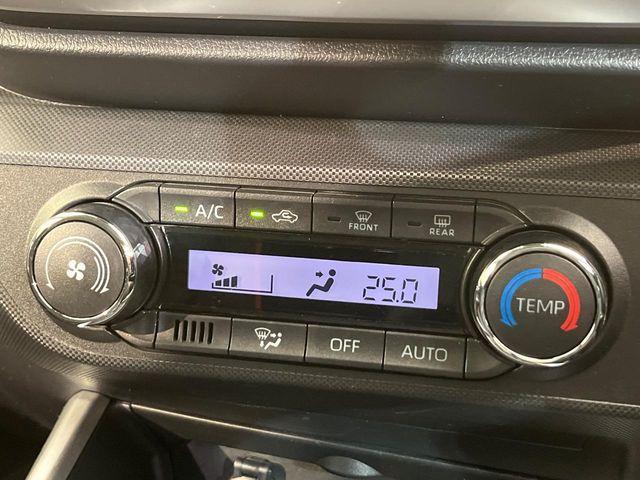 A/C
FRONT
REAR
25.0
TEMP
OFF
AUTO